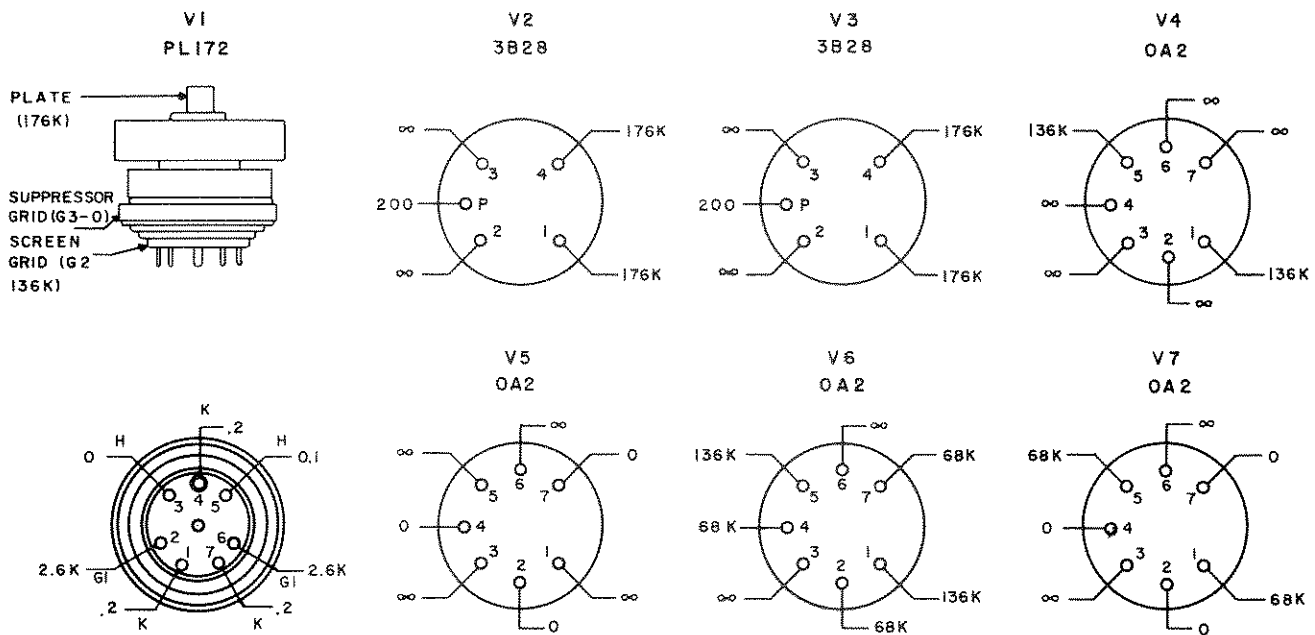 V1
PL172
PLATE
(176K)
SUPPRESSOR
GRID(G3-0)
SCREEN
GRID (G2
136K)
V2
3B28
∞
176K
3
4
200
P
2
1
∞
176K
V3
3B28
∞
176K
3
4
200
P
2
1
∞
176K
V4
OA2
∞
136K
∞
6
5
7
∞
4
3
2
1
∞
136K
∞
K
.2
H
H
0
0.1
4
3
5
2
6
1
7
2.6K
G1
G1
2.6K
.2
.2
K
K
V5
OA2
∞
∞
0
6
5
7
0
4
3
2
1
∞
∞
0
V6
OA2
∞
136K
68K
6
5
7
68K
4
3
2
1
∞
136K
68K
V7
OA2
∞
68K
0
6
5
7
0
4
3
2
1
∞
68K
0